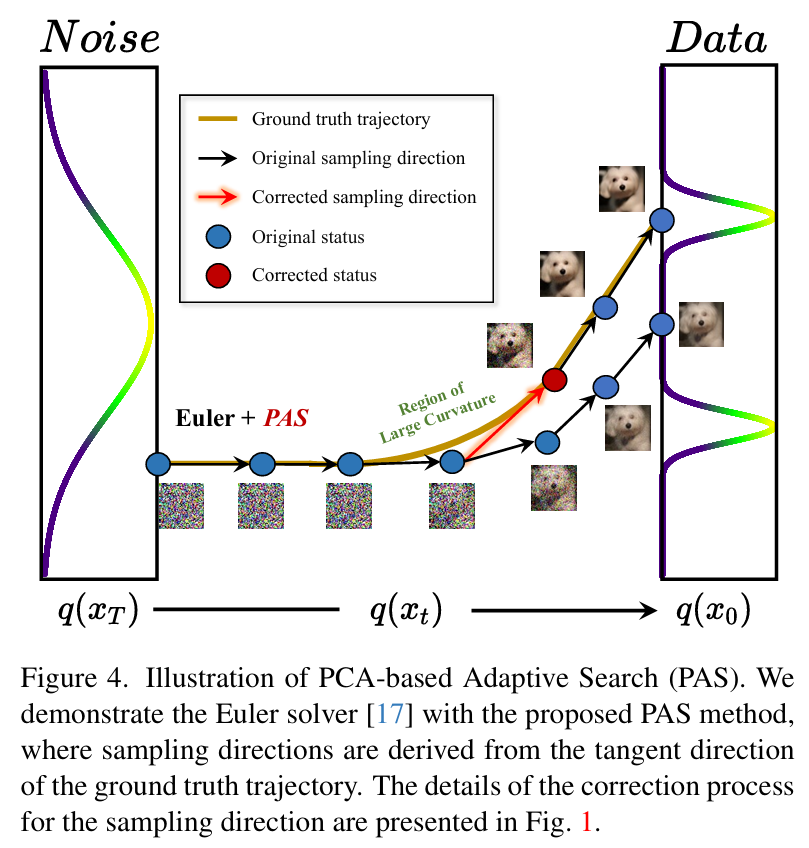 Noise
Data
Ground truth trajectory
Original sampling direction
Corrected sampling direction
Original status
Corrected status
Region of
Large Curvature
Euler + PAS
q(x_T)
q(x_t)
q(x_0)
Figure 4. Illustration of PCA-based Adaptive Search (PAS). We
demonstrate the Euler solver [17] with the proposed PAS method,
where sampling directions are derived from the tangent direction
of the ground truth trajectory. The details of the correction process
for the sampling direction are presented in Fig. 1.